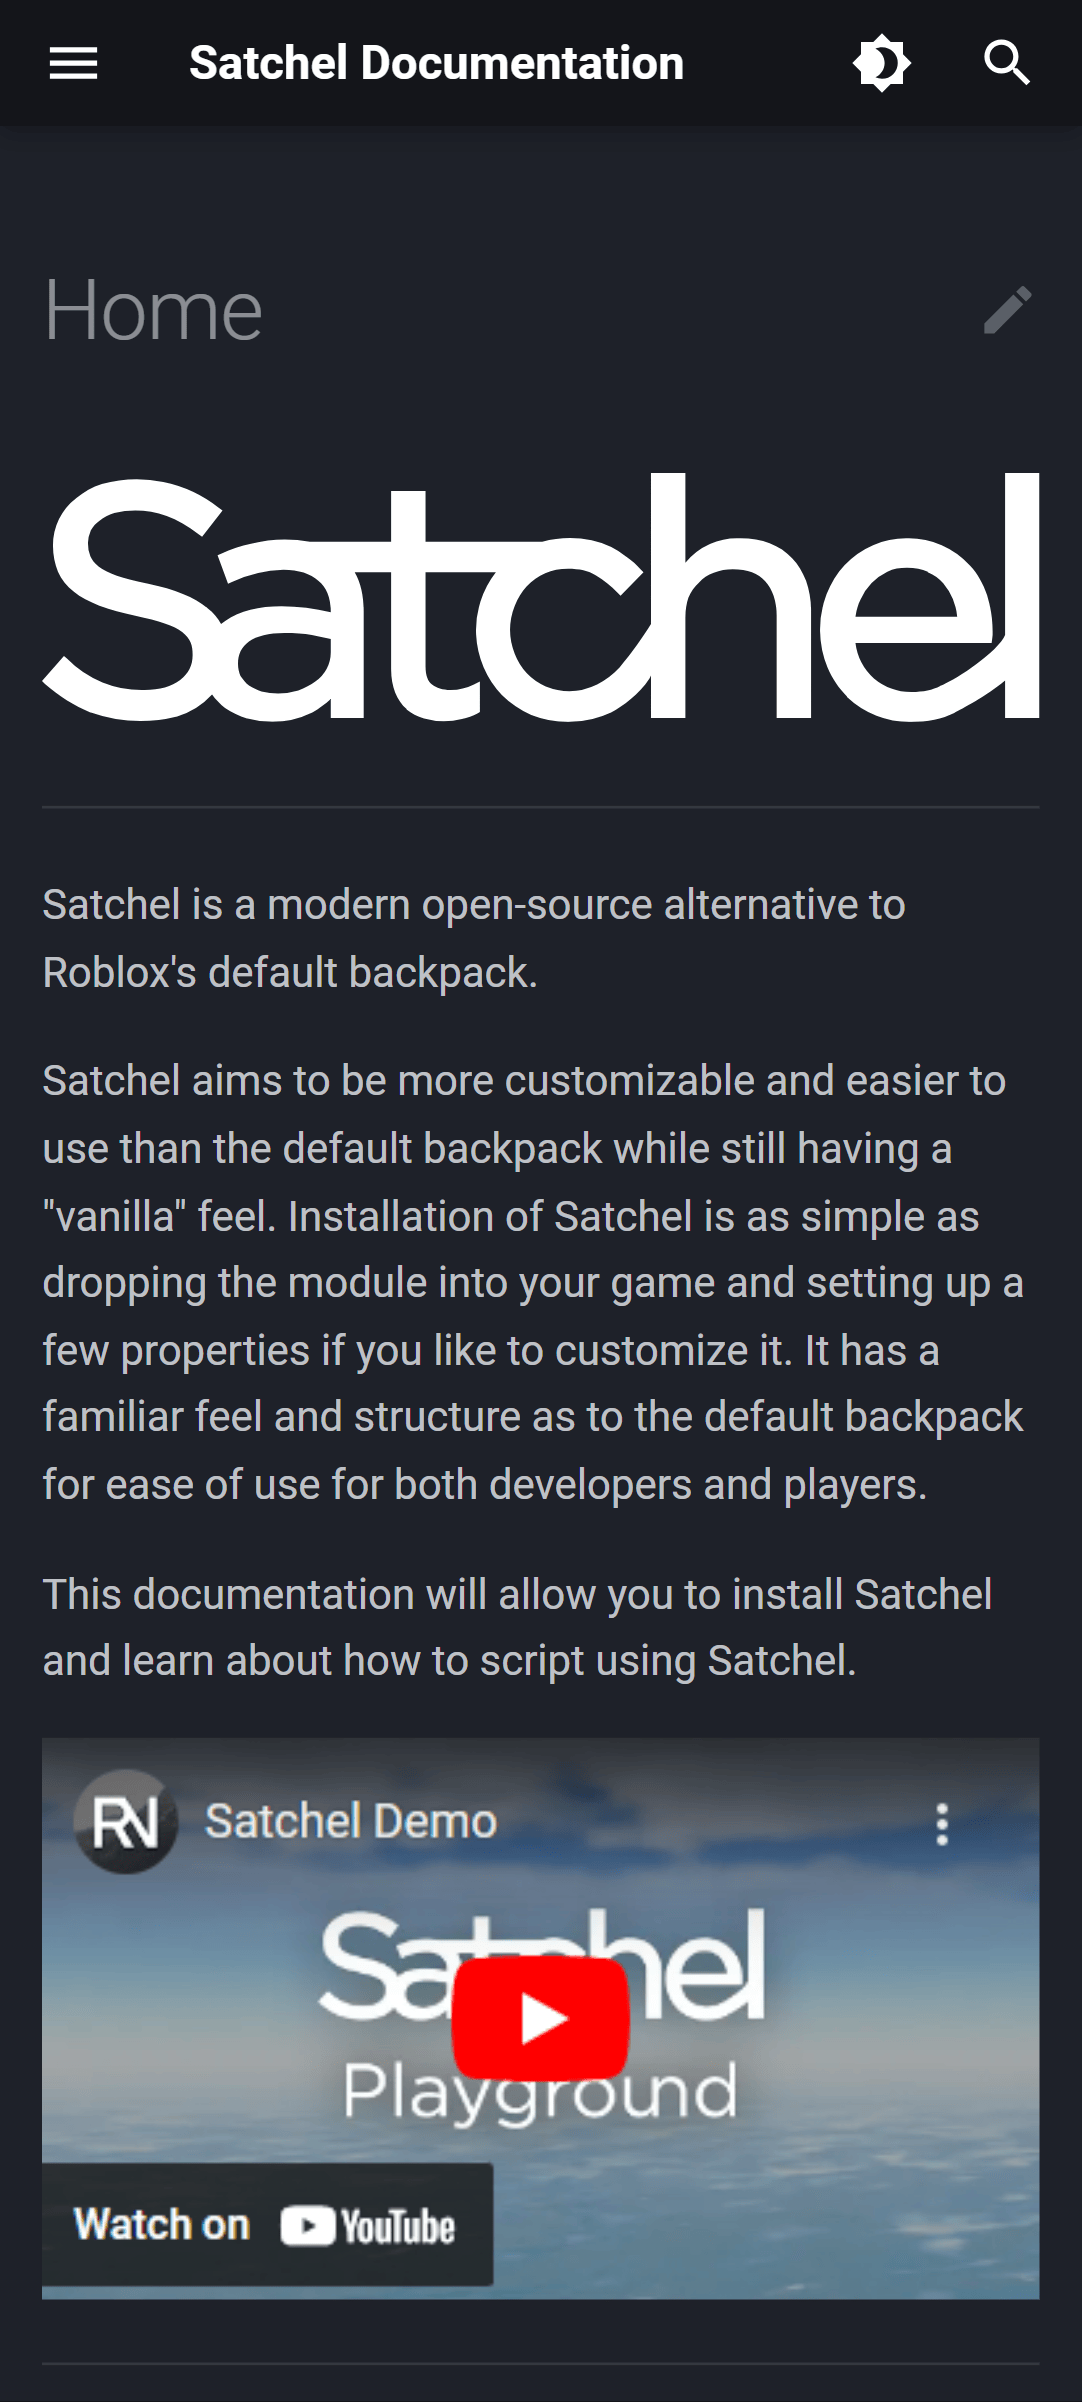 Satchel Documentation
Home
Satchel
Satchel is a modern open-source alternative to
Roblox's default backpack.
Satchel aims to be more customizable and easier to
use than the default backpack while still having a
"vanilla" feel. Installation of Satchel is as simple as
dropping the module into your game and setting up a
few properties if you like to customize it. It has a
familiar feel and structure as to the default backpack
for ease of use for both developers and players.
This documentation will allow you to install Satchel
and learn about how to script using Satchel.
RN Satchel Demo
Satchel
Playground
Watch on YouTube